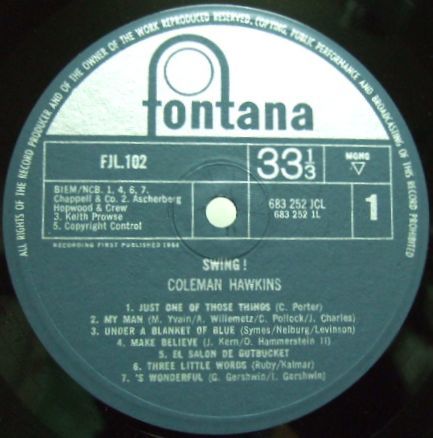 ALL RIGHTS OF THE RECORD PRODUCER AND OF THE OWNER OF THE WORK REPRODUCED RESERVED. COPYING, PUBLIC PERFORMANCE AND BROADCASTING OF THIS RECORD PROHIBITED
fontana
FJL.102
33 1/3
MONO
BIEM/NCB. 1, 4, 6, 7.
Chappell & Co. 2. Ascherberg
Hopwood & Crew
3. Keith Prowse
5. Copyright Control
683 252 JCL
683 252 1L
1
RECORDING FIRST PUBLISHED 1964
SWING!
COLEMAN HAWKINS
1. JUST ONE OF THOSE THINGS (C. Porter)
2. MY MAN (M. Yvain/A. Willemetz/C. Pollock/J. Charles)
3. UNDER A BLANKET OF BLUE (Symes/Neiburg/Levinson)
4. MAKE BELIEVE (J. Kern/O. Hammerstein II)
5. EL SALON DE GUTBUCKET
6. THREE LITTLE WORDS (Ruby/Kalmar)
7. 'S WONDERFUL (G. Gershwin/I. Gershwin)